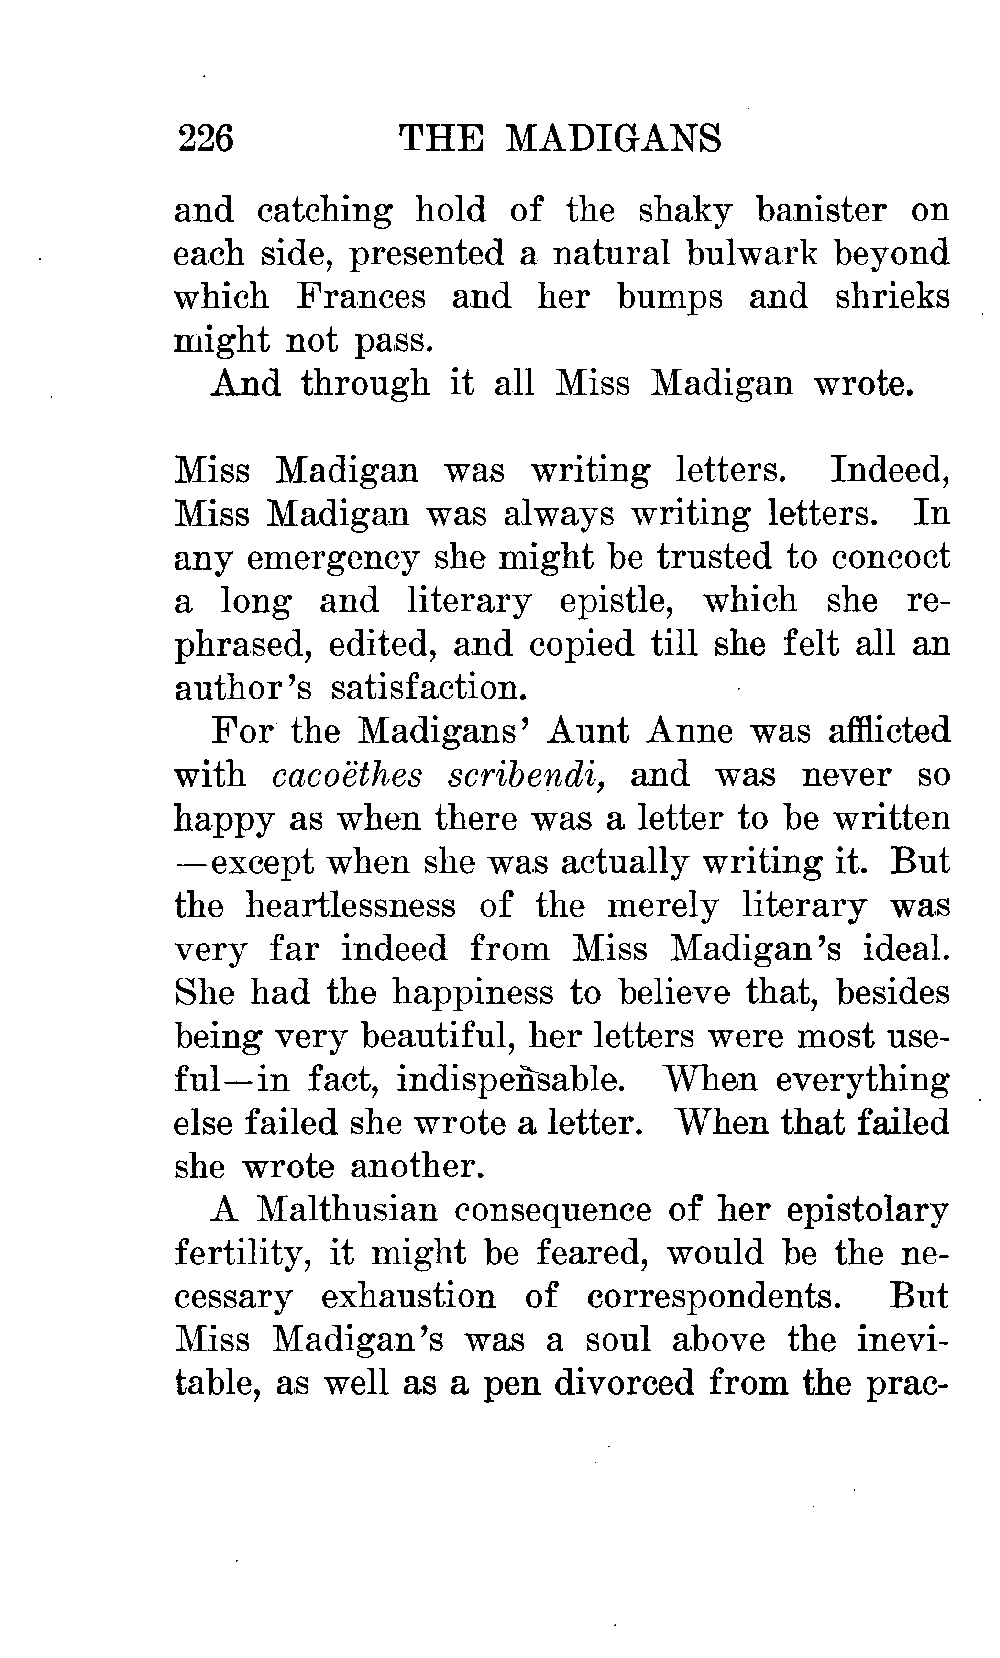 226 THE MADIGANS
and catching hold of the shaky banister on
each side, presented a natural bulwark beyond
which Frances and her bumps and shrieks
might not pass.
And through it all Miss Madigan wrote.
Miss Madigan was writing letters. Indeed,
Miss Madigan was always writing letters. In
any emergency she might be trusted to concoct
a long and literary epistle, which she re-
phrased, edited, and copied till she felt all an
author's satisfaction.
For the Madigans' Aunt Anne was afflicted
with cacoëthes scribendi, and was never so
happy as when there was a letter to be written
—except when she was actually writing it. But
the heartlessness of the merely literary was
very far indeed from Miss Madigan's ideal.
She had the happiness to believe that, besides
being very beautiful, her letters were most use-
ful—in fact, indispensable. When everything
else failed she wrote a letter. When that failed
she wrote another.
A Malthusian consequence of her epistolary
fertility, it might be feared, would be the ne-
cessary exhaustion of correspondents. But
Miss Madigan's was a soul above the inevi-
table, as well as a pen divorced from the prac-